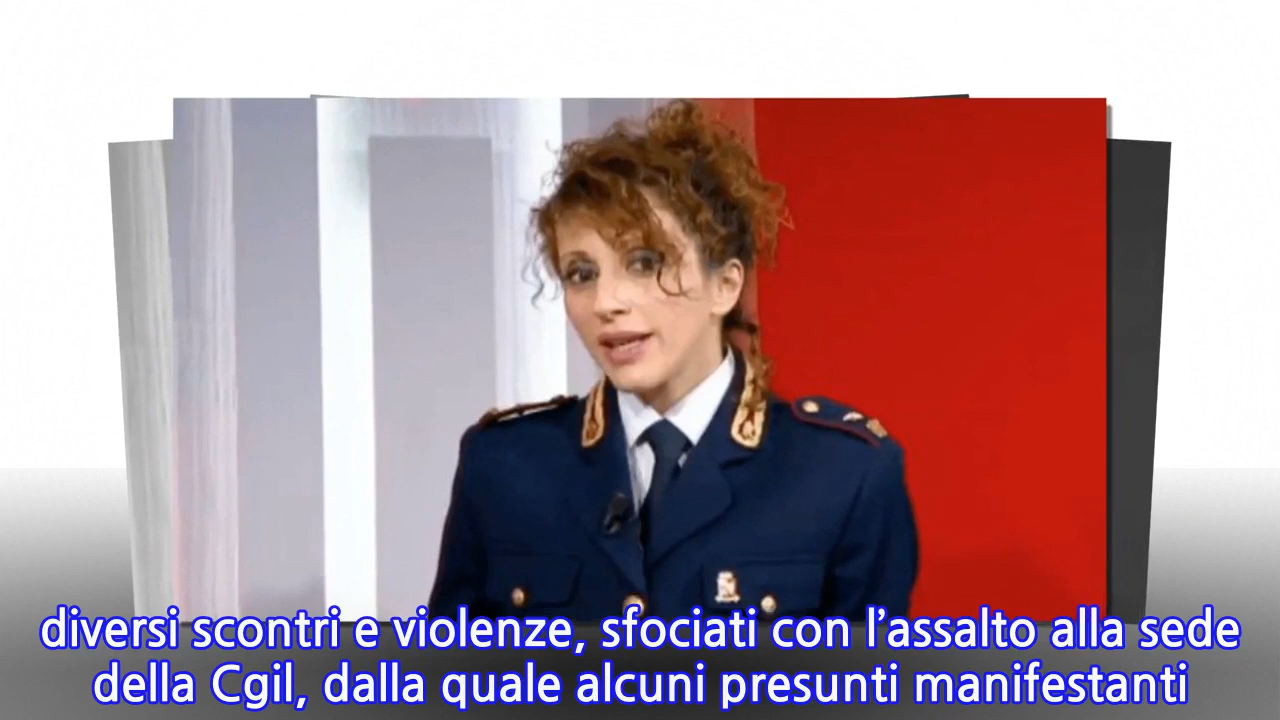 diversi scontri e violenze, sfociati con l’assalto alla sede
della Cgil, dalla quale alcuni presunti manifestanti